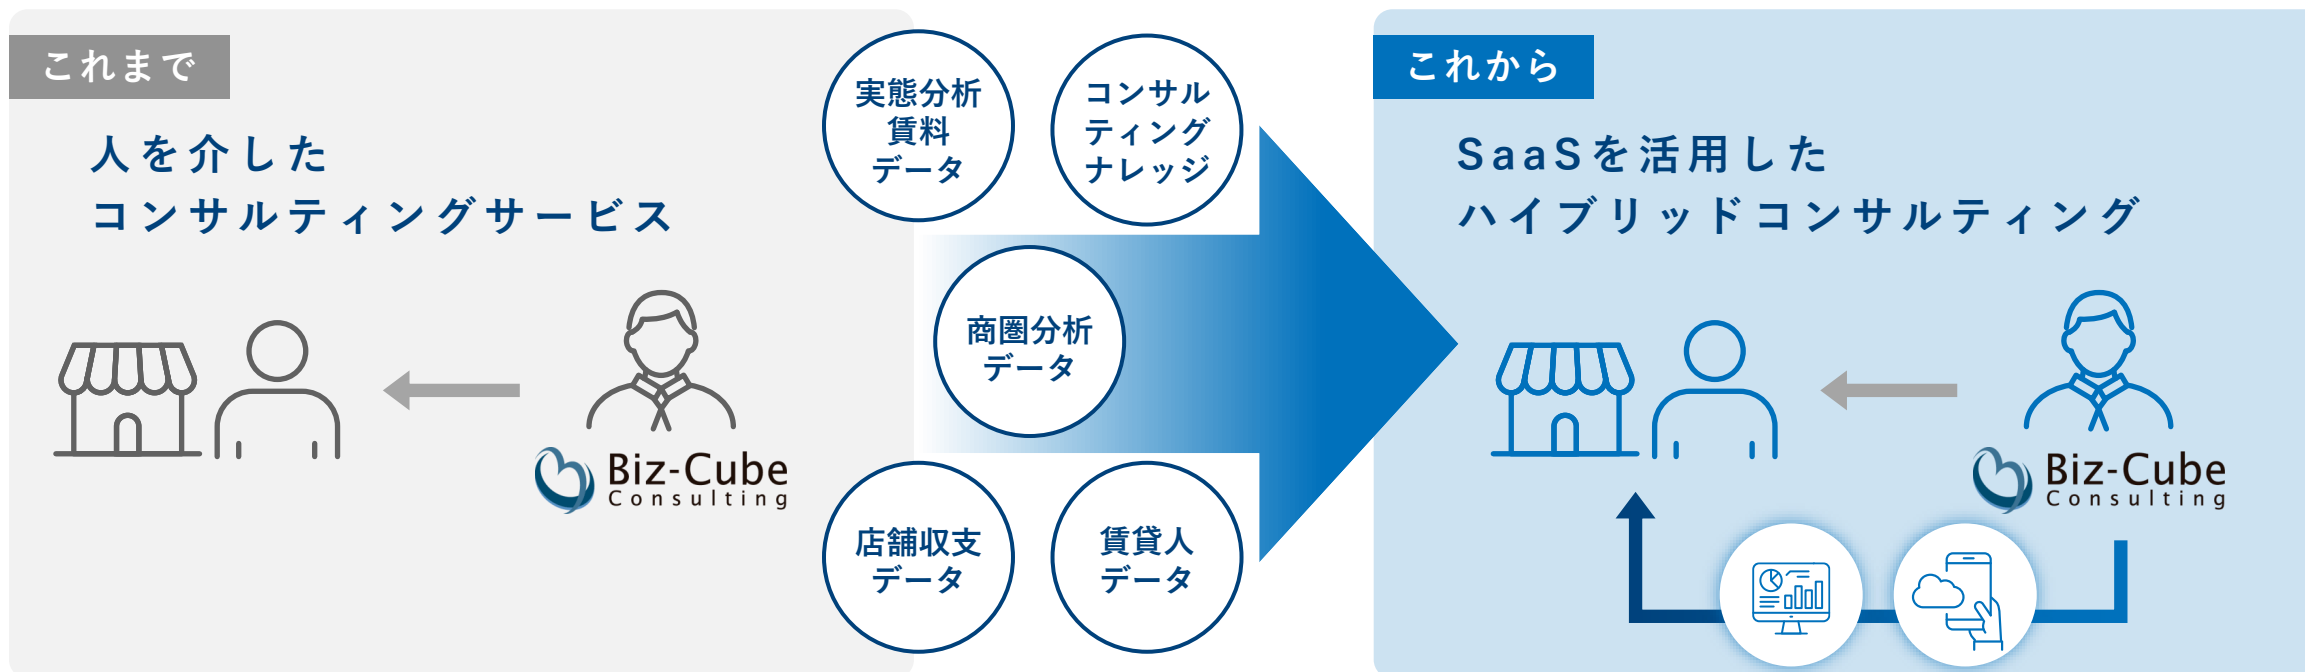 これまで
人を介した
コンサルティングサービス
Biz-Cube
Consulting
実態分析
賃料
データ
コンサル
ティング
ナレッジ
商圏分析
データ
店舗収支
データ
賃貸人
データ
これから
SaaSを活用した
ハイブリッドコンサルティング
Biz-Cube
Consulting